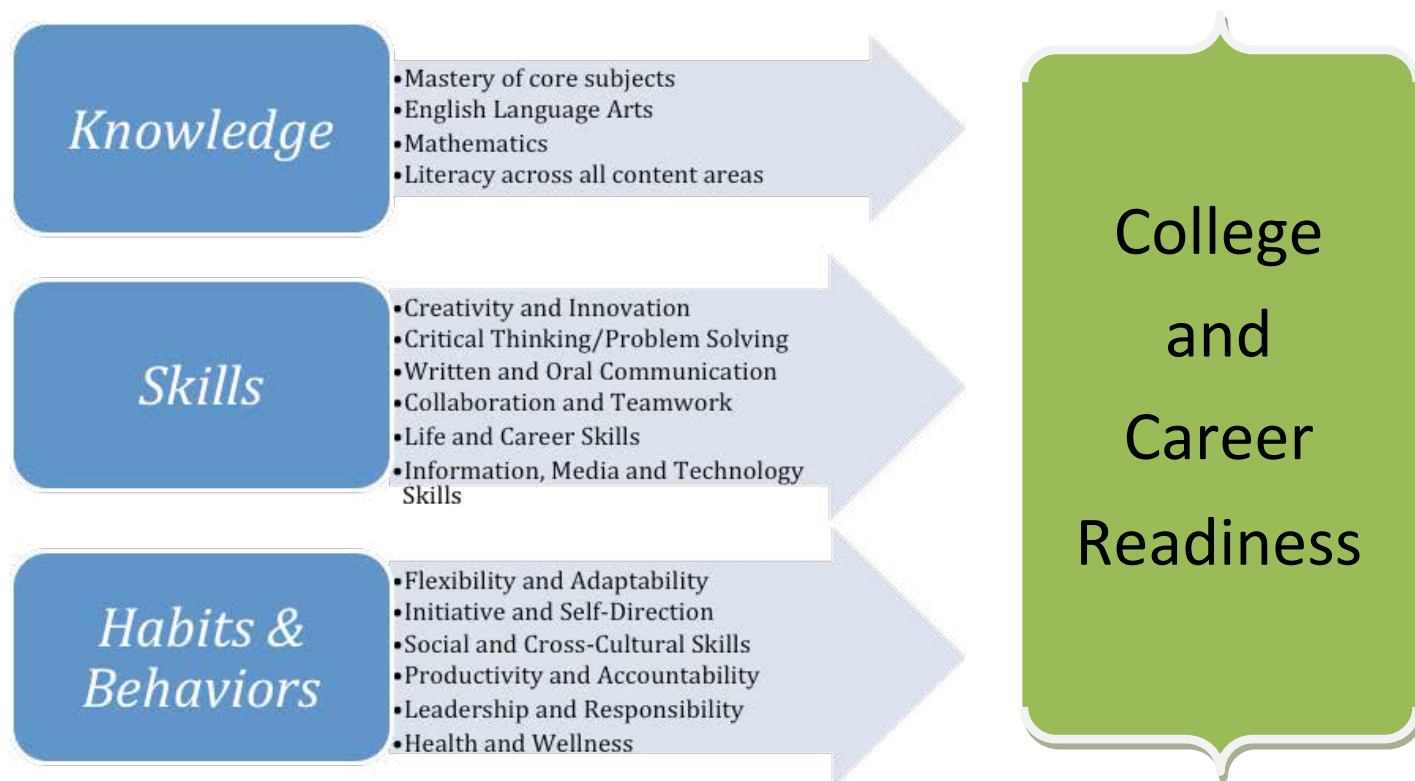 Knowledge
•Mastery of core subjects
•English Language Arts
•Mathematics
•Literacy across all content areas
Skills
•Creativity and Innovation
•Critical Thinking/Problem Solving
•Written and Oral Communication
•Collaboration and Teamwork
•Life and Career Skills
•Information, Media and Technology
Skills
Habits &
Behaviors
•Flexibility and Adaptability
•Initiative and Self-Direction
•Social and Cross-Cultural Skills
•Productivity and Accountability
•Leadership and Responsibility
•Health and Wellness
College
and
Career
Readiness